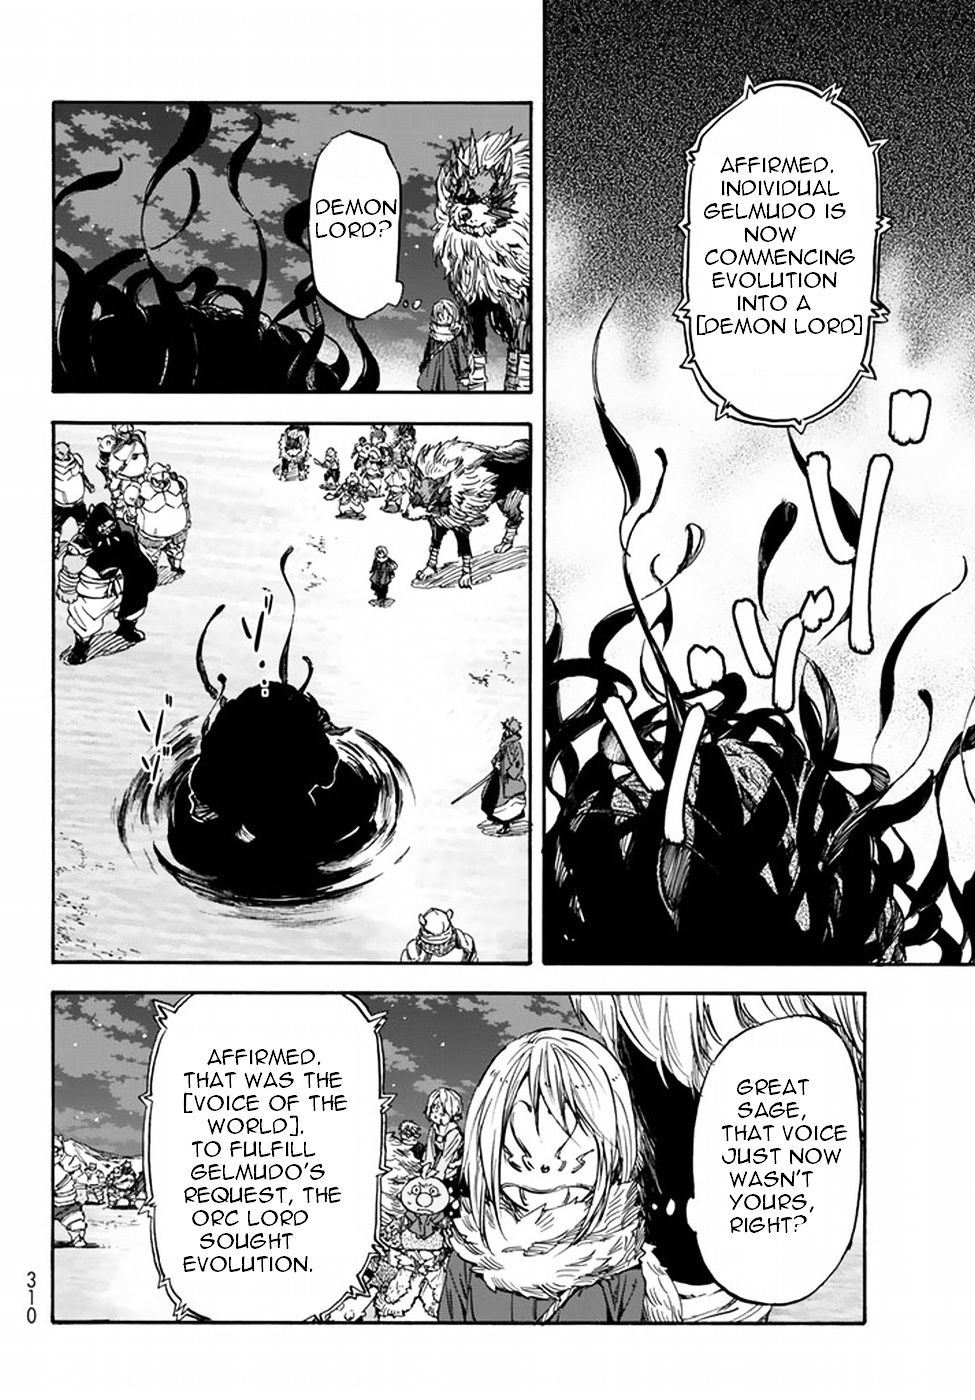 AFFIRMED.
INDIVIDUAL
GELMUDO IS
NOW
COMMENCING
EVOLUTION
INTO A
[DEMON LORD]
DEMON
LORD?
GREAT
SAGE,
THAT VOICE
JUST NOW
WASN'T
YOURS,
RIGHT?
AFFIRMED.
THAT WAS THE
[VOICE OF THE
WORLD].
TO FULFILL
GELMUDO'S
REQUEST, THE
ORC LORD
SOUGHT
EVOLUTION.
310